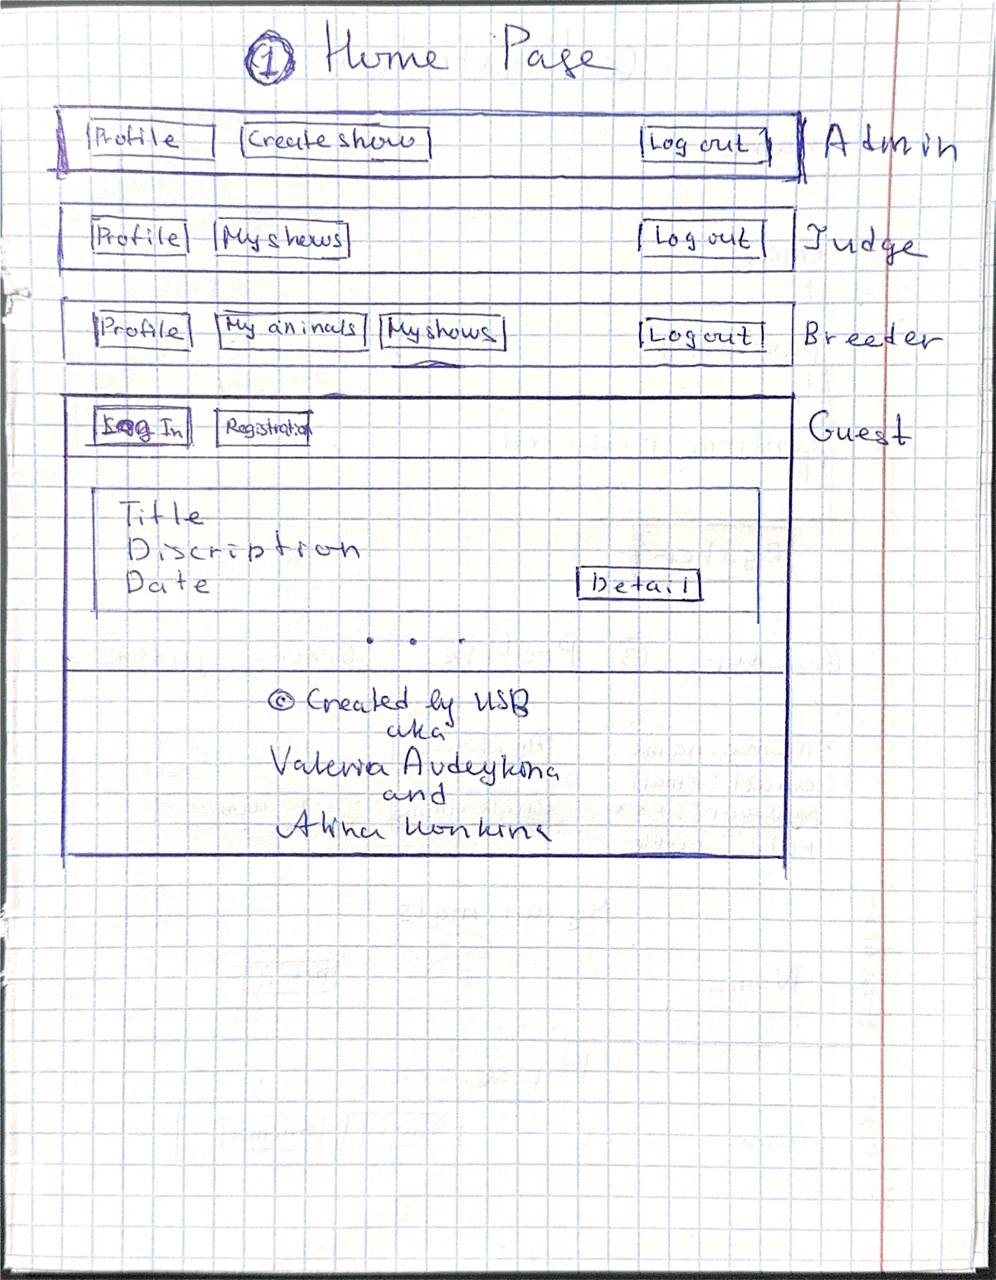 1 Home Page
Profile Create show Log out Admin
Profile My shows Log out Judge
Profile My animals My shows Log out Breeder
Log In Registration Guest
Title
Discription
Date Detail
. . .
© Created by USB
aka
Valeria Avdeykina
and
Alina